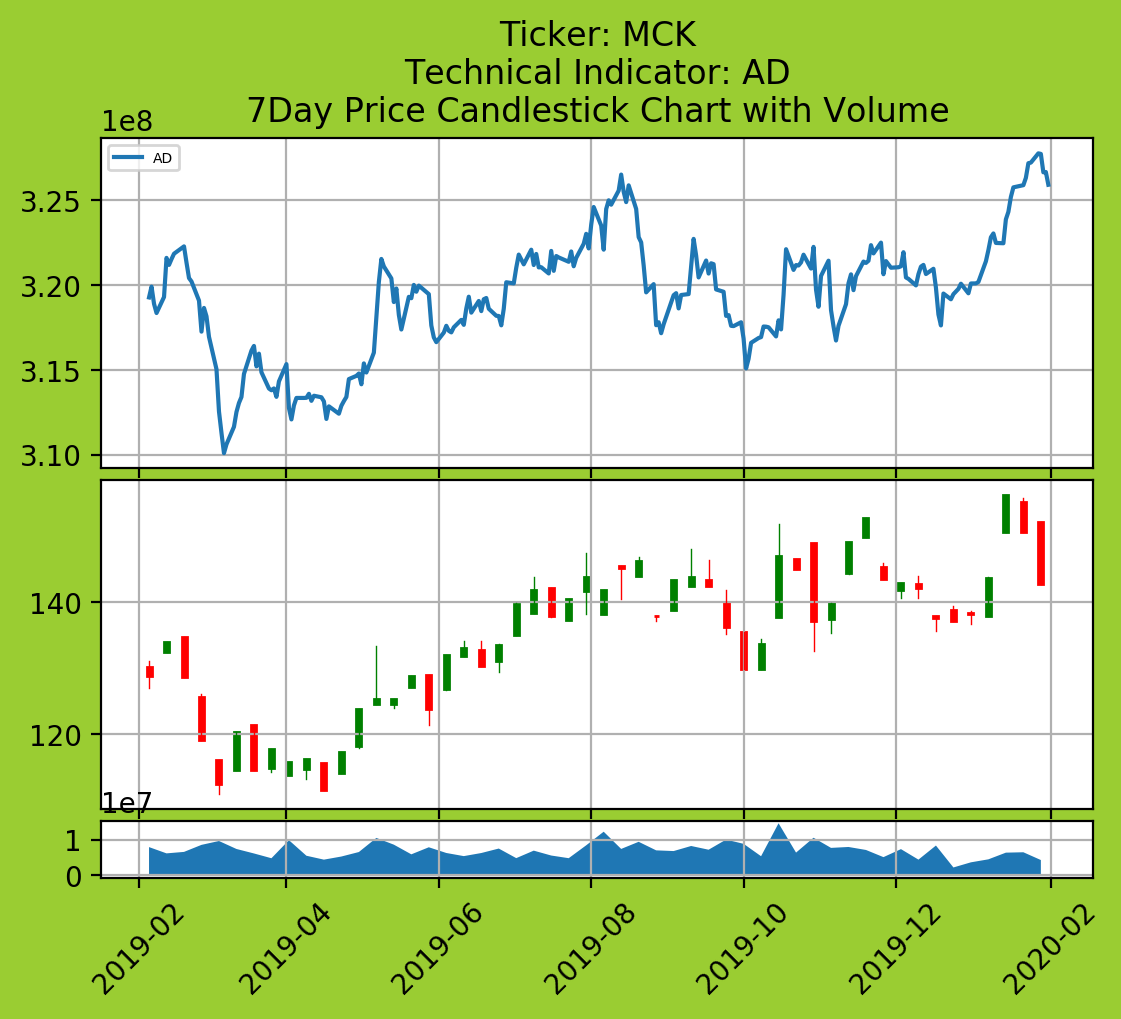 Ticker: MCK
Technical Indicator: AD
7Day Price Candlestick Chart with Volume
1e8
AD
3.25
3.20
3.15
3.10
140
120
1e7
1
0
2019-02
2019-04
2019-06
2019-08
2019-10
2019-12
2020-02